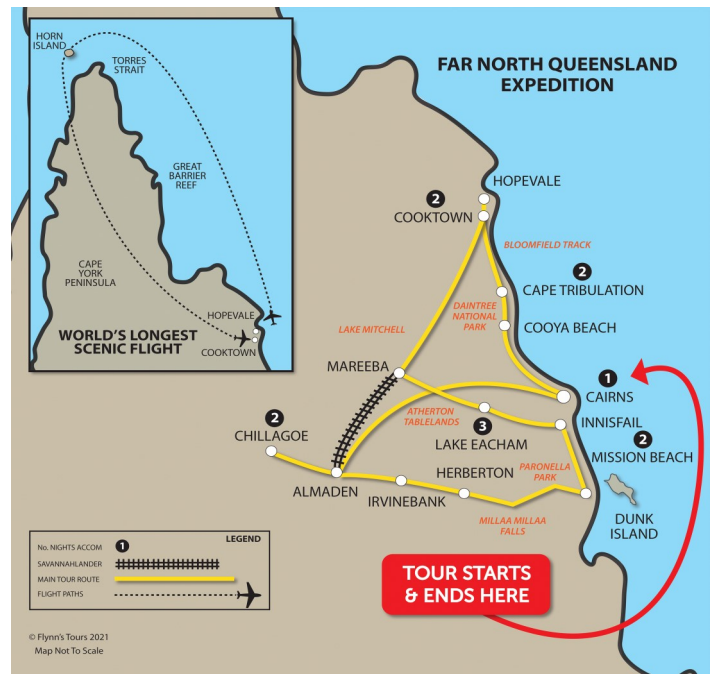 HORN
ISLAND
TORRES
STRAIT
GREAT
BARRIER
REEF
CAPE
YORK
PENINSULA
HOPEVALE
WORLD'S LONGEST
SCENIC FLIGHT
COOKTOWN
FAR NORTH QUEENSLAND
EXPEDITION
HOPEVALE
2
COOKTOWN
BLOOMFIELD TRACK
2
CAPE TRIBULATION
DAINTREE
NATIONAL
PARK
COOYA BEACH
LAKE MITCHELL
MAREEBA
1
CAIRNS
ATHERTON
TABLELANDS
INNISFAIL
2
CHILLAGOE
3
LAKE EACHAM
2
MISSION BEACH
HERBERTON
PARONELLA
PARK
ALMADEN
IRVINEBANK
MILLAA MILLAA
FALLS
DUNK
ISLAND
LEGEND
No. NIGHTS ACCOM 1
SAVANNAHLANDER
MAIN TOUR ROUTE
FLIGHT PATHS
TOUR STARTS
& ENDS HERE
© Flynn's Tours 2021
Map Not To Scale